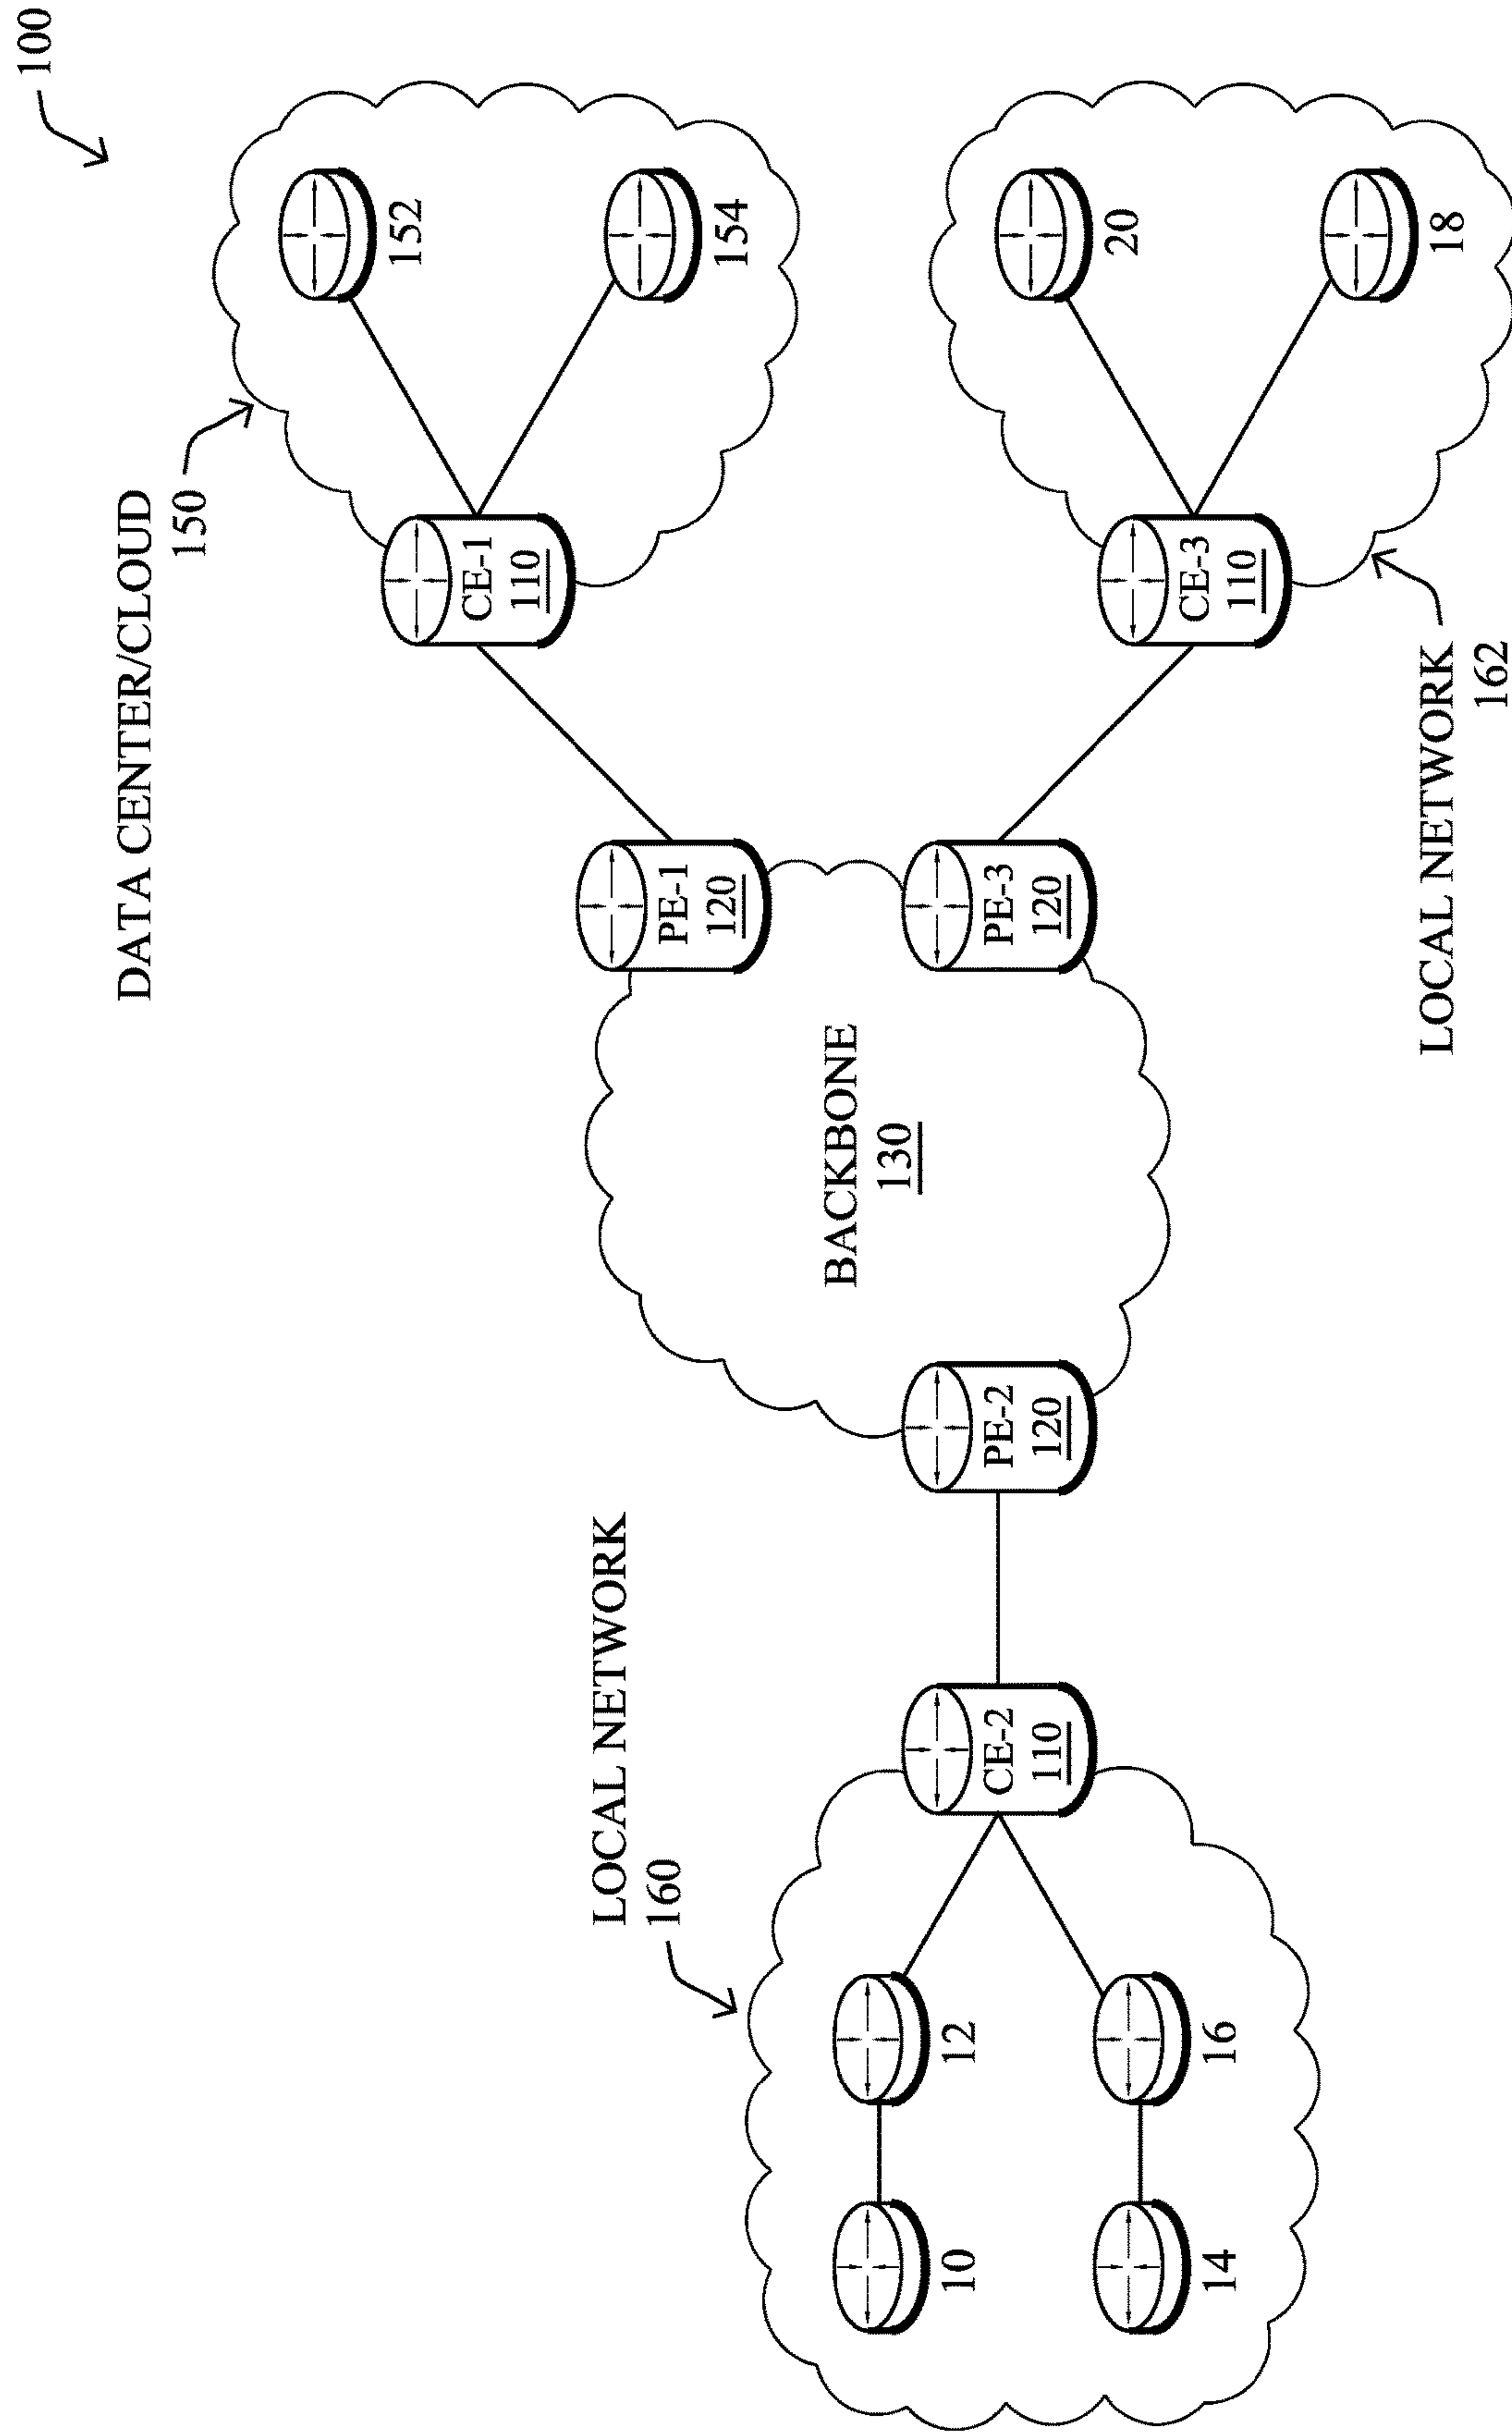 100
DATA CENTER/CLOUD
150
152
154
CE-1
110
PE-1
120
BACKBONE
130
PE-3
120
PE-2
120
CE-3
110
20
18
LOCAL NETWORK
162
LOCAL NETWORK
160
CE-2
110
12
10
16
14